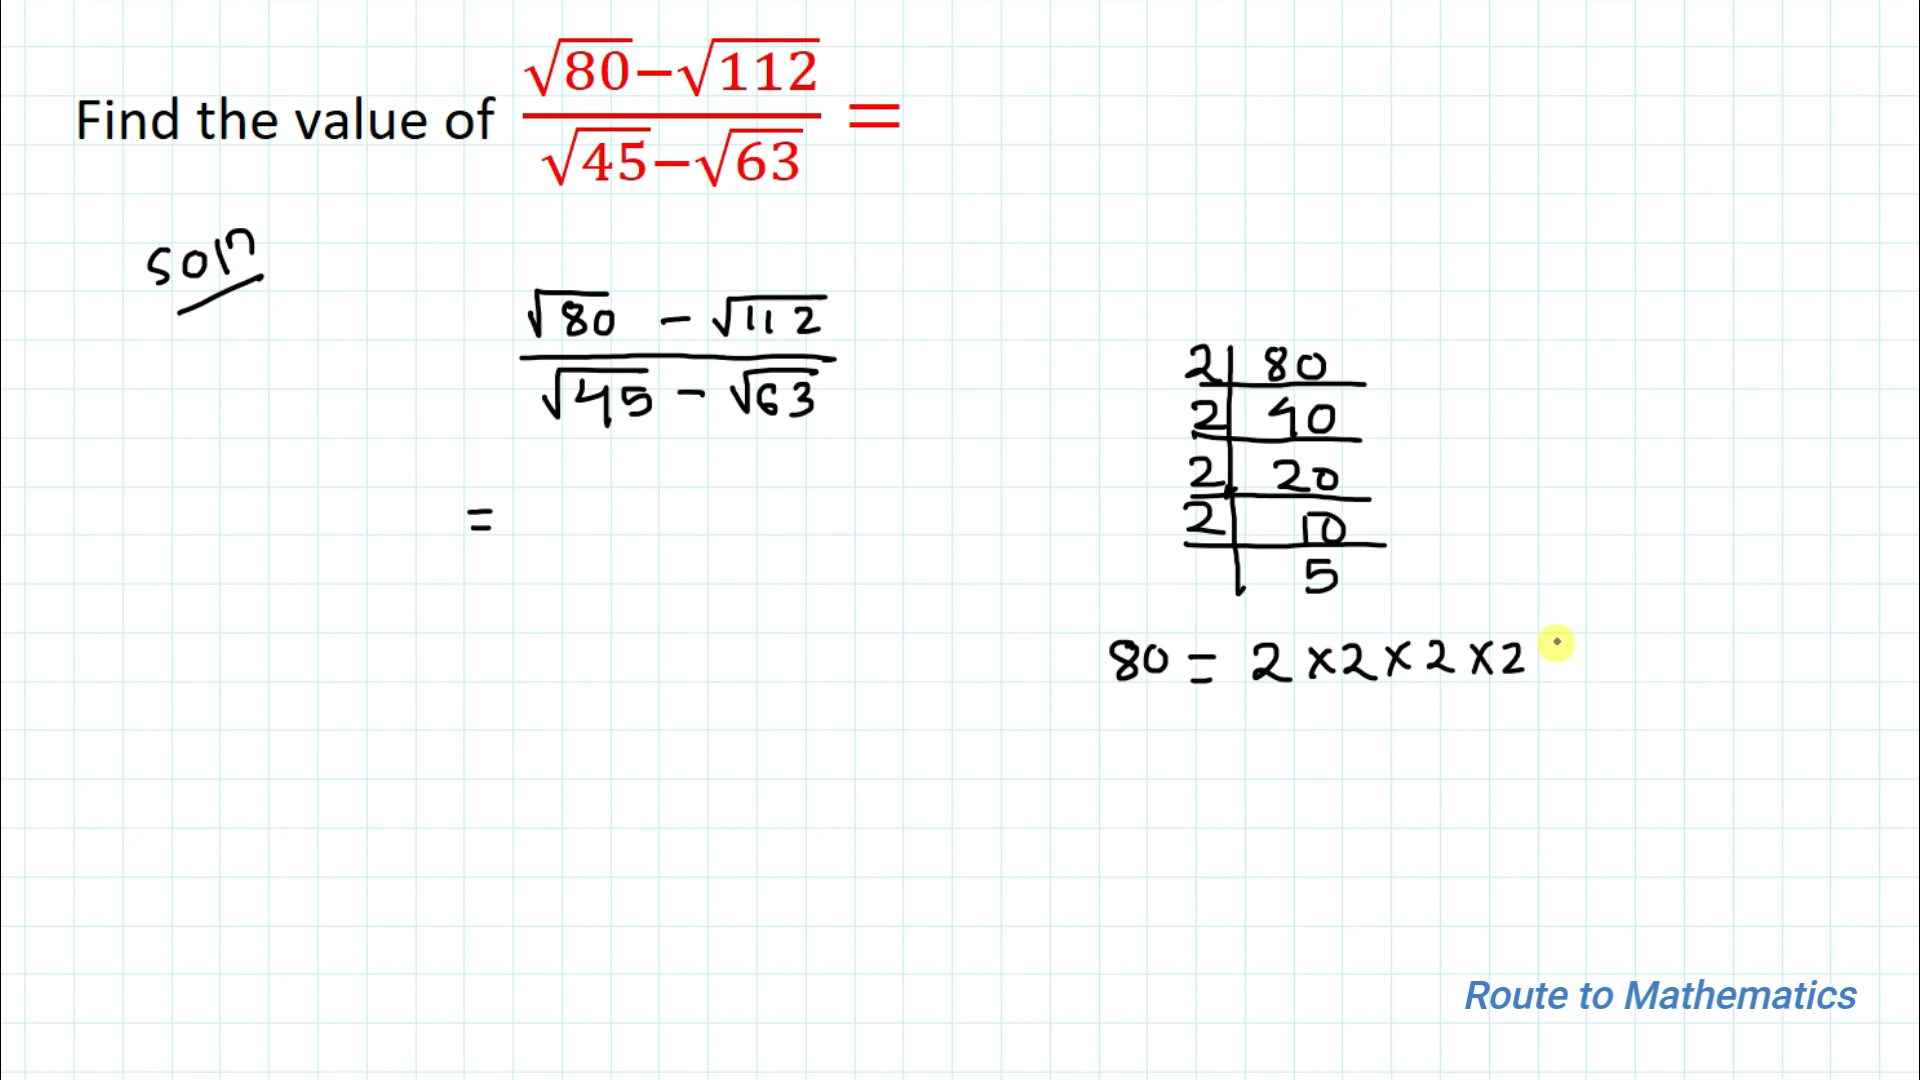 Find the value of (√80−√112)/(√45−√63) =
soln
√80 − √112
√45 − √63
=
2 | 80
2 | 40
2 | 20
2 | 10
5
80 = 2 × 2 × 2 × 2
Route to Mathematics